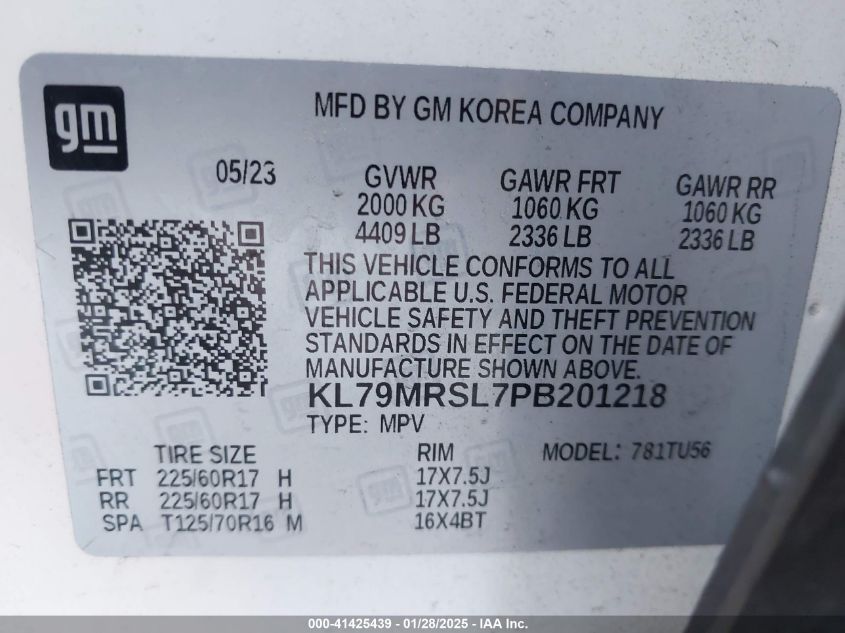 gm
MFD BY GM KOREA COMPANY
05/23
GVWR GAWR FRT GAWR RR
2000 KG 1060 KG 1060 KG
4409 LB 2336 LB 2336 LB
THIS VEHICLE CONFORMS TO ALL
APPLICABLE U.S. FEDERAL MOTOR
VEHICLE SAFETY AND THEFT PREVENTION
STANDARDS IN EFFECT ON THE DATE OF
MANUFACTURE SHOWN ABOVE.
KL79MRSL7PB201218
TYPE: MPV
TIRE SIZE RIM MODEL: 781TU56
FRT 225/60R17 H 17X7.5J
RR 225/60R17 H 17X7.5J
SPA T125/70R16 M 16X4BT
000-41425439 - 01/28/2025 - IAA Inc.